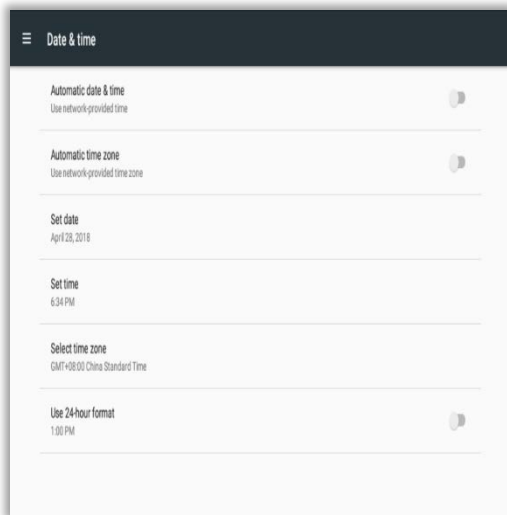 Date & time
Automatic date & time
Use network-provided time
Automatic time zone
Use network-provided time zone
Set date
April 28, 2018
Set time
6:34 PM
Select time zone
GMT+08:00 China Standard Time
Use 24-hour format
1:00 PM